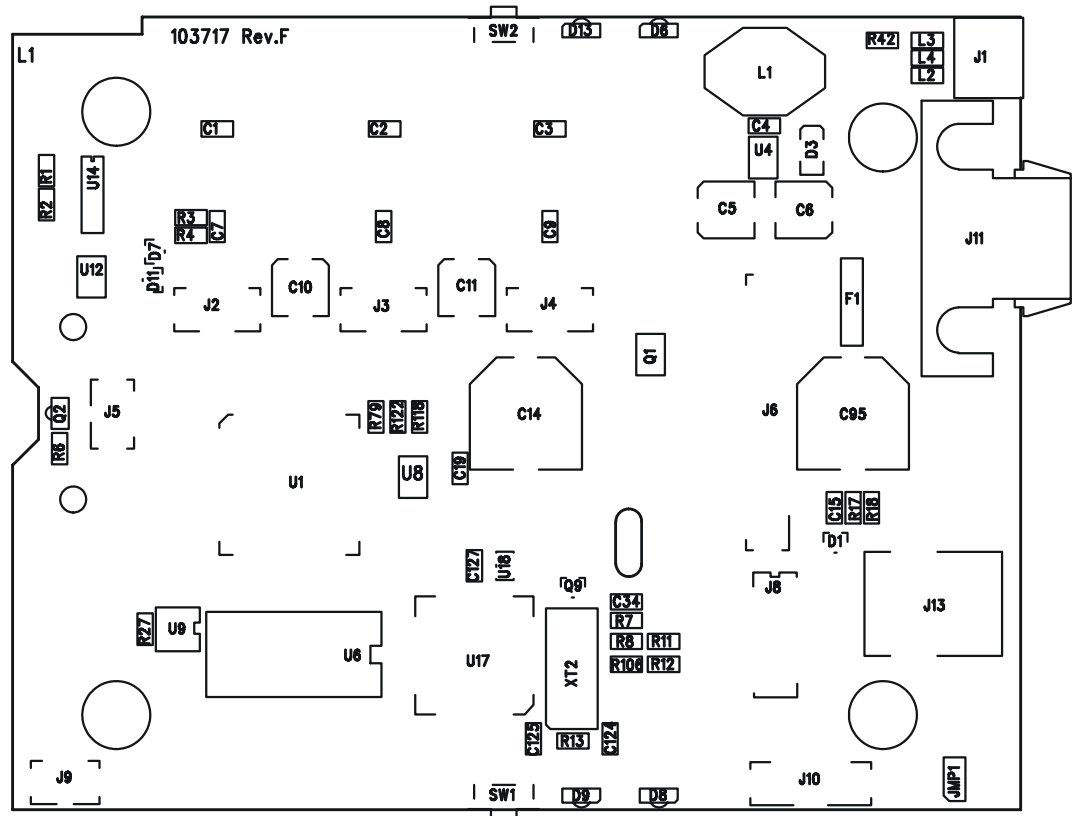 SW2
D13
D6
103717 Rev.F
R42
L3
L1
L4
J1
L1
L2
C1
C2
C3
C4
U4
D3
R1
U14
R2
C5
C6
R3
C7
C8
C9
R4
J11
D7
U12
D11
C10
C11
J2
J3
J4
F1
Q1
Q2
J5
R79
R122
R118
C14
J6
C95
R6
U8
C19
U1
C15
R17
R18
D1
C127
U18
Q9
J8
C34
J13
R7
R27
U9
R8
R11
U6
U17
XT2
R106
R12
C125
R13
C124
J9
J10
JMP1
SW1
D9
D8